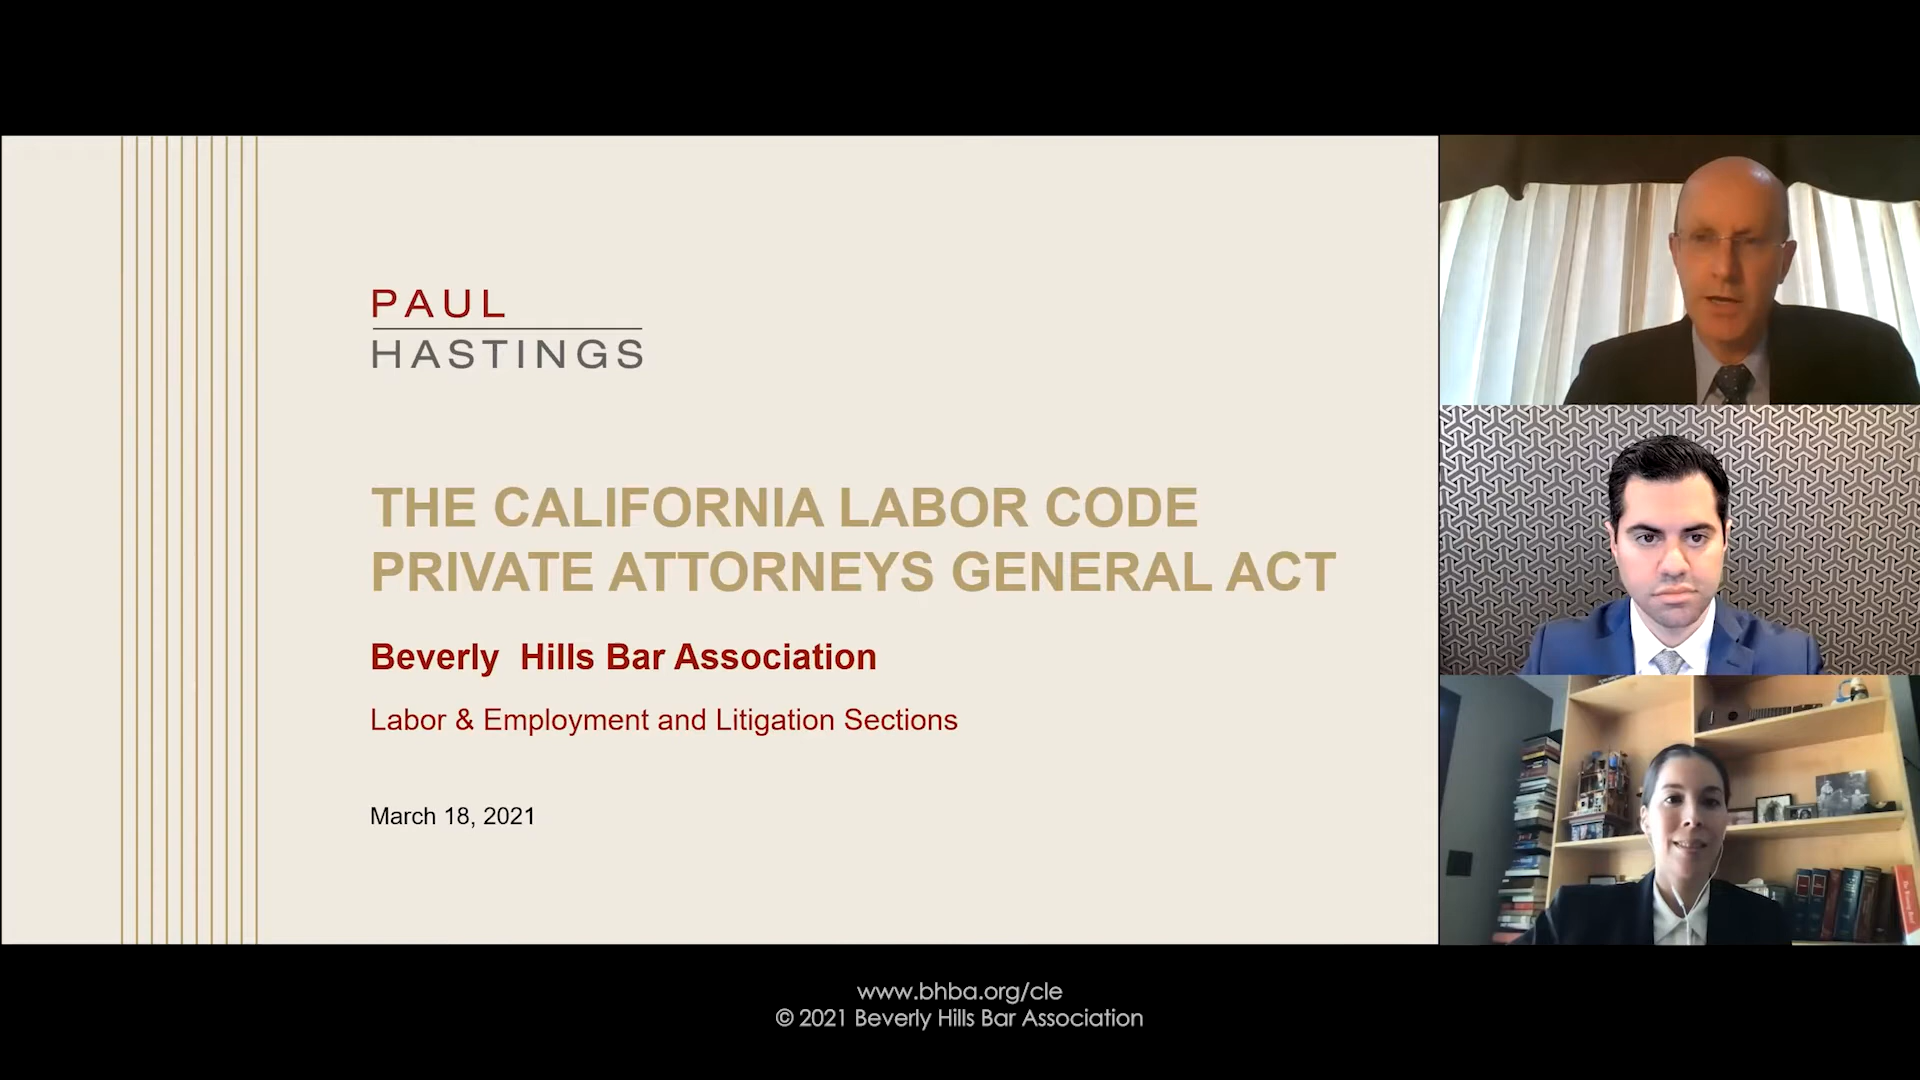 PAUL
HASTINGS
THE CALIFORNIA LABOR CODE
PRIVATE ATTORNEYS GENERAL ACT
Beverly Hills Bar Association
Labor & Employment and Litigation Sections
March 18, 2021
www.bhba.org/cle
© 2021 Beverly Hills Bar Association